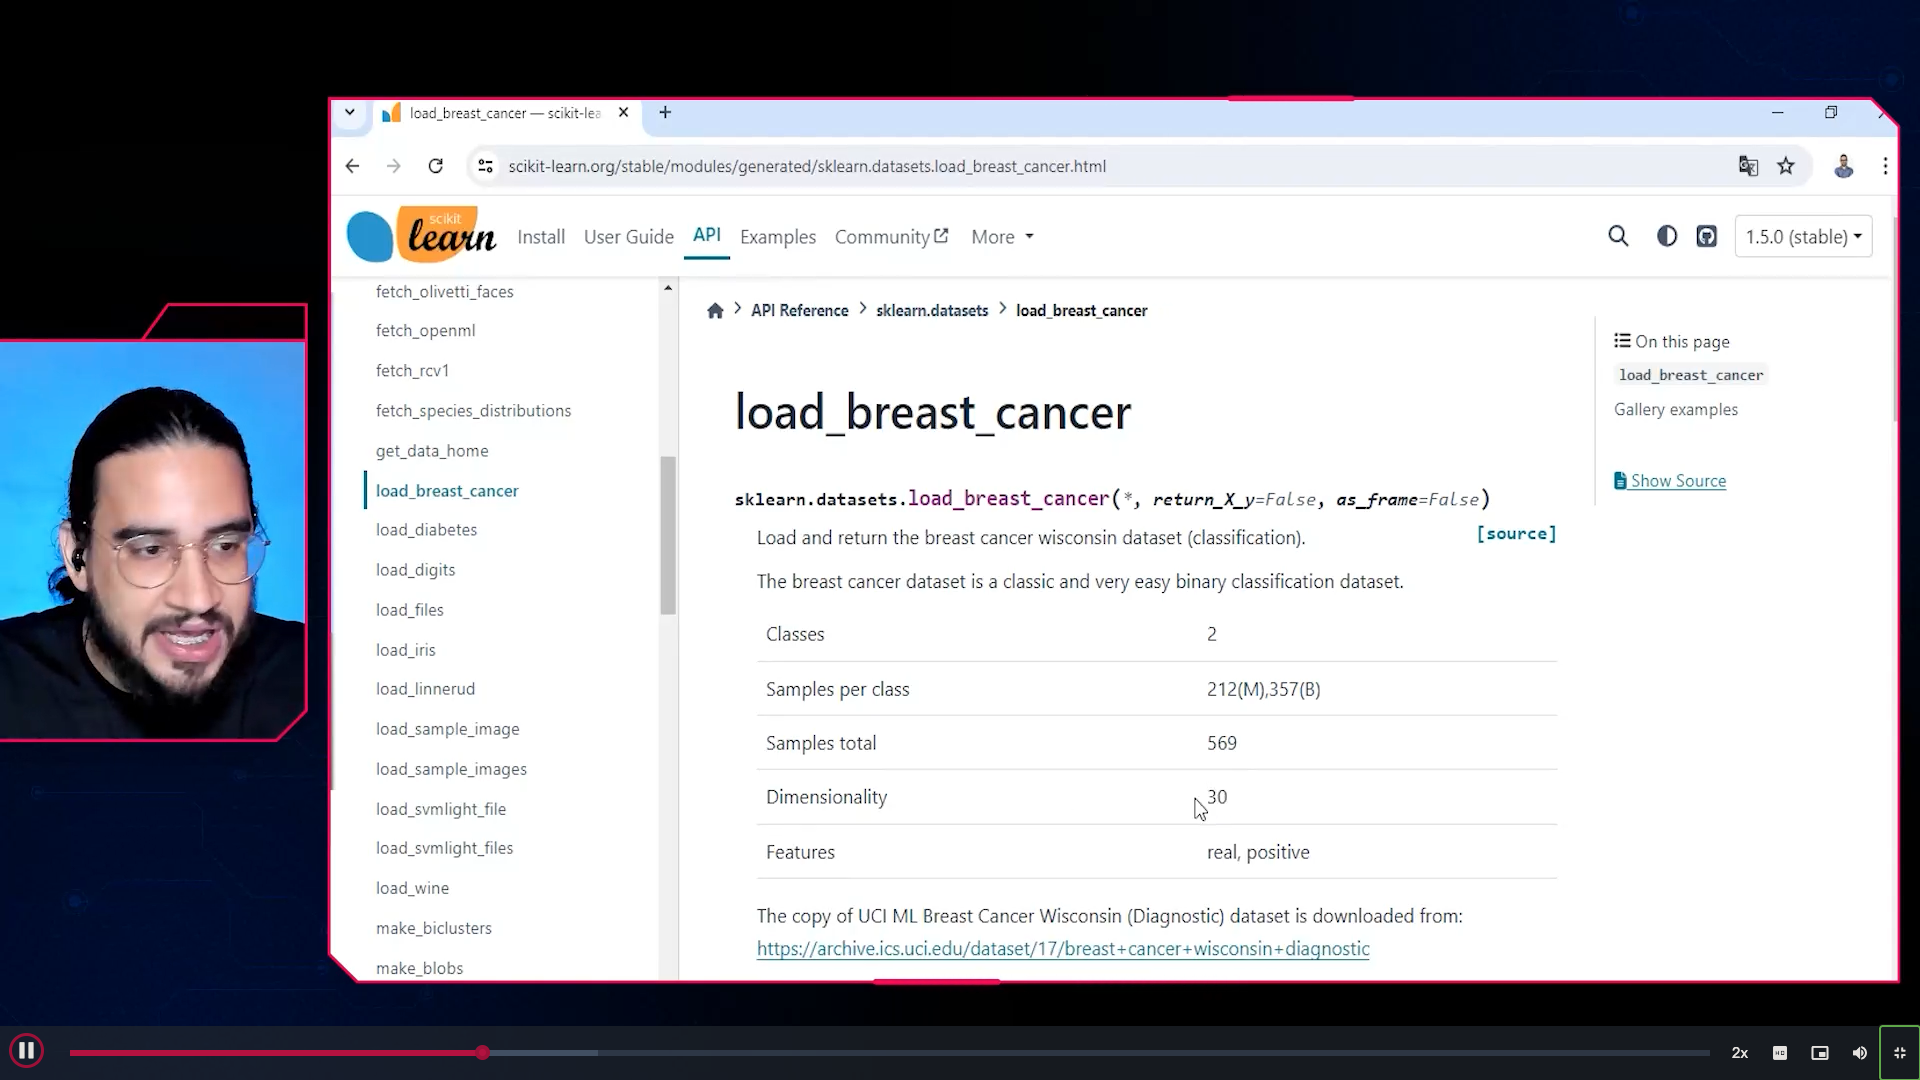 load_breast_cancer — scikit-lea
scikit-learn.org/stable/modules/generated/sklearn.datasets.load_breast_cancer.html
scikit
learn
Install
User Guide
API
Examples
Community
More
1.5.0 (stable)
fetch_olivetti_faces
fetch_openml
fetch_rcv1
fetch_species_distributions
get_data_home
load_breast_cancer
load_diabetes
load_digits
load_files
load_iris
load_linnerud
load_sample_image
load_sample_images
load_svmlight_file
load_svmlight_files
load_wine
make_biclusters
make_blobs
API Reference > sklearn.datasets > load_breast_cancer
load_breast_cancer
sklearn.datasets.load_breast_cancer(*, return_X_y=False, as_frame=False)
[source]
Load and return the breast cancer wisconsin dataset (classification).
The breast cancer dataset is a classic and very easy binary classification dataset.
Classes 2
Samples per class 212(M),357(B)
Samples total 569
Dimensionality 30
Features real, positive
The copy of UCI ML Breast Cancer Wisconsin (Diagnostic) dataset is downloaded from:
https://archive.ics.uci.edu/dataset/17/breast+cancer+wisconsin+diagnostic
On this page
load_breast_cancer
Gallery examples
Show Source
2x
HD